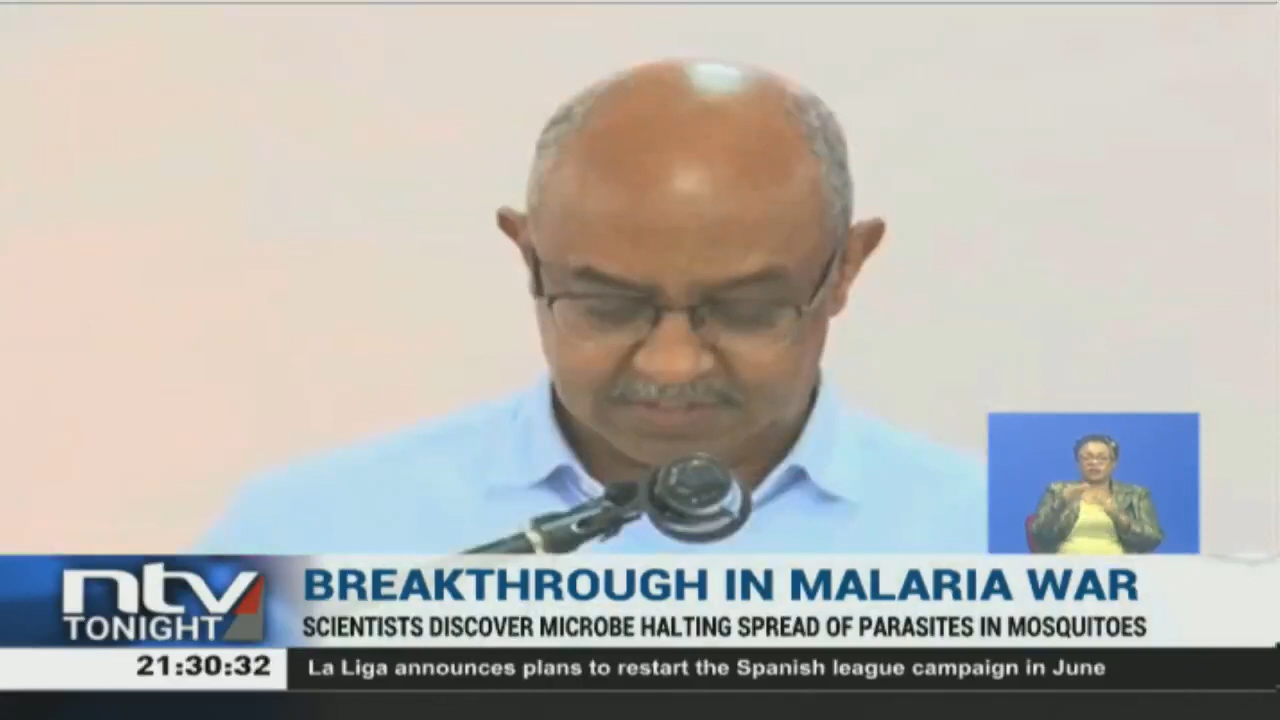 BREAKTHROUGH IN MALARIA WAR
ntv
TONIGHT
SCIENTISTS DISCOVER MICROBE HALTING SPREAD OF PARASITES IN MOSQUITOES
21:30:32
La Liga announces plans to restart the Spanish league campaign in June